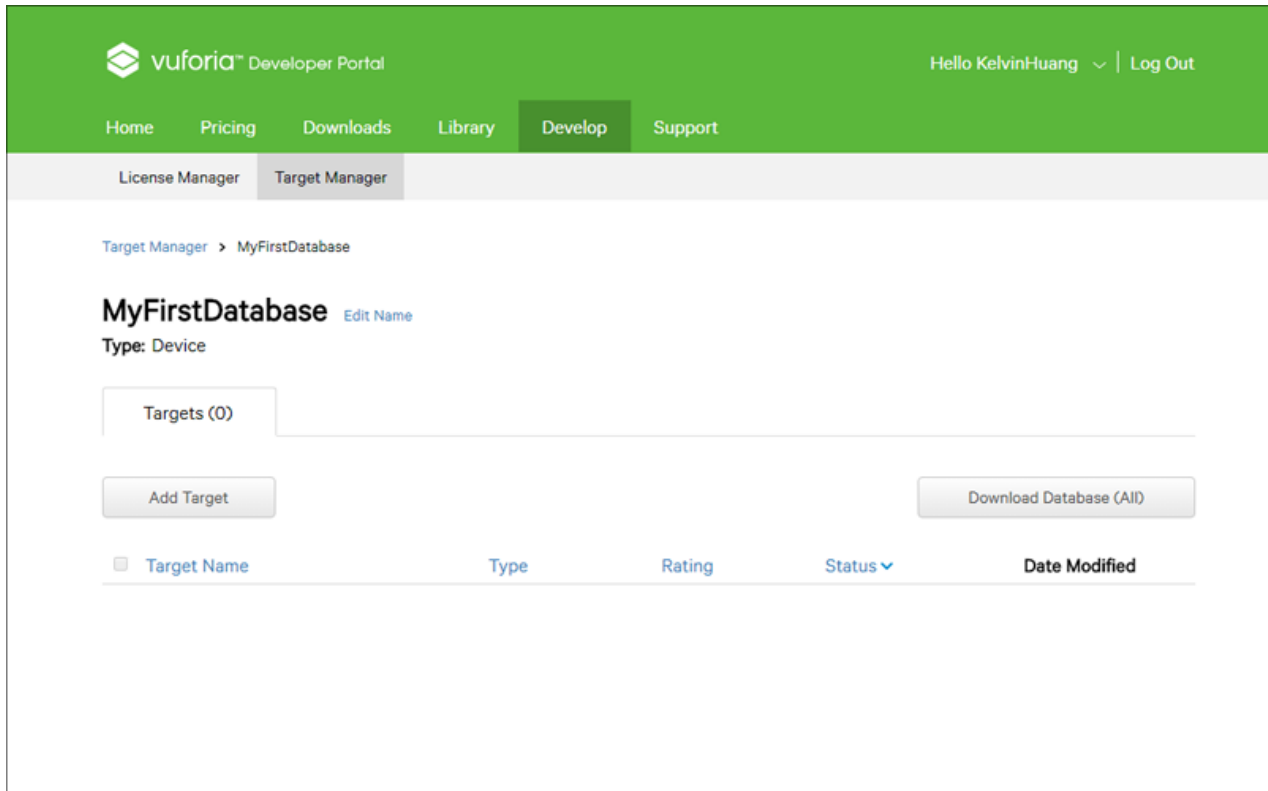 vuforia™ Developer Portal
Hello KelvinHuang | Log Out
Home Pricing Downloads Library Develop Support
License Manager Target Manager
Target Manager > MyFirstDatabase
MyFirstDatabase Edit Name
Type: Device
Targets (0)
Add Target Download Database (All)
Target Name Type Rating Status Date Modified